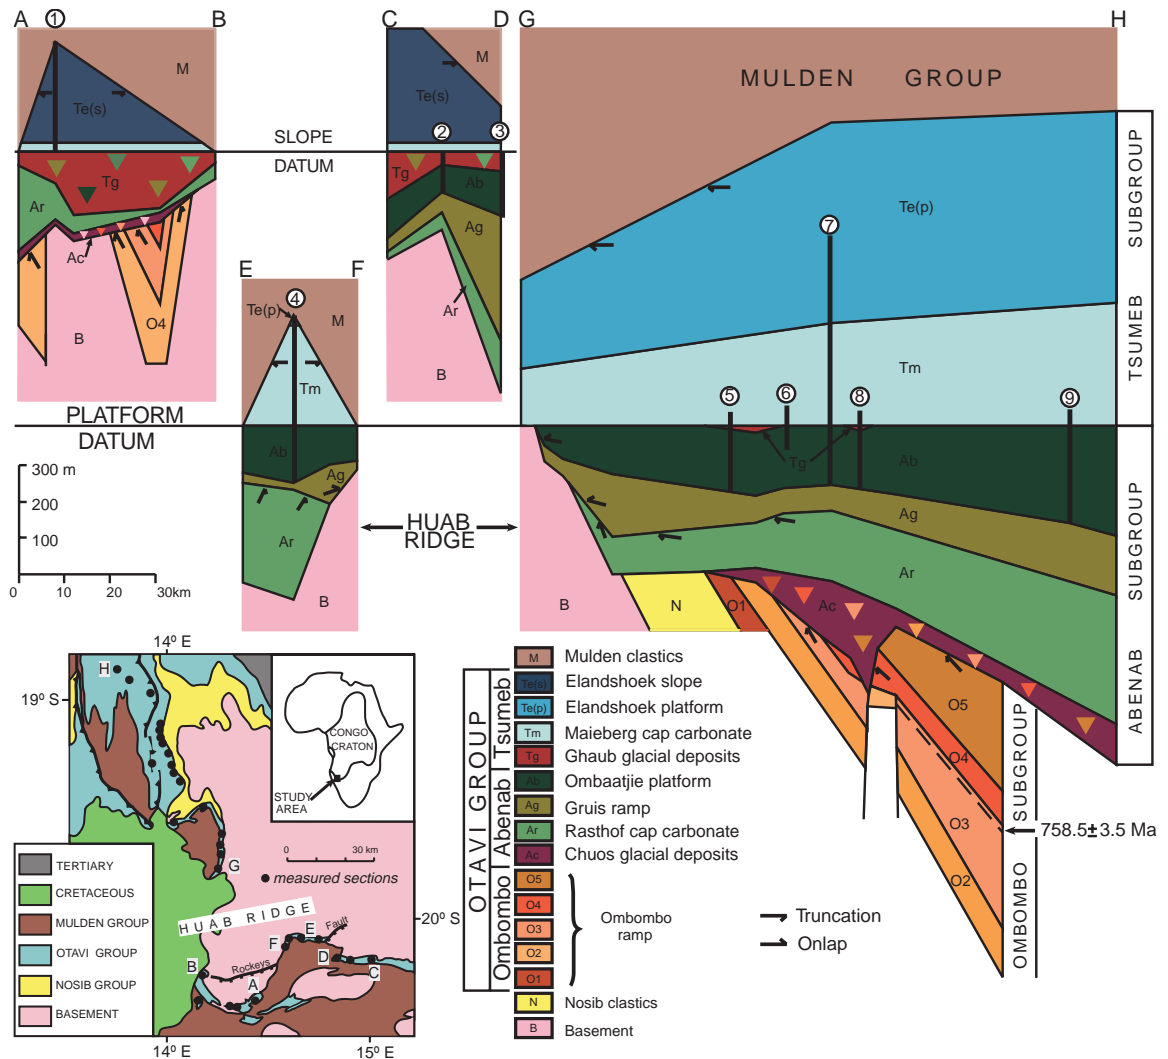 A
1
B
M
Te(s)
Tg
Ar
Ac
O4
B
C
D
M
Te(s)
2
3
SLOPE
DATUM
Tg
Ab
Ag
Ar
B
G
H
MULDEN GROUP
Te(p)
7
Tm
5
6
8
9
Tg
Ab
Ag
Ar
Ac
B
N
O1
O5
O4
O3
O2
TSUMEB SUBGROUP
ABENAB SUBGROUP
OMBOMBO SUBGROUP
758.5±3.5 Ma
E
F
4
Te(p)
M
Tm
Ab
Ag
Ar
B
PLATFORM
DATUM
300 m
200
100
0
0 10 20 30km
HUAB
RIDGE
14º E
19º S
H
G
HUAB RIDGE
0 30 km
measured sections
CONGO
CRATON
STUDY
AREA
20º S
Fault
Rockeys
F
E
D
C
B
A
14º E
15º E
TERTIARY
CRETACEOUS
MULDEN GROUP
OTAVI GROUP
NOSIB GROUP
BASEMENT
OTAVI GROUP
Tsumeb
Abenab
Ombombo
M Mulden clastics
Te(s) Elandshoek slope
Te(p) Elandshoek platform
Tm Maieberg cap carbonate
Tg Ghaub glacial deposits
Ab Ombaatjie platform
Ag Gruis ramp
Ar Rasthof cap carbonate
Ac Chuos glacial deposits
O5
O4
O3
O2
O1
Ombombo
ramp
N Nosib clastics
B Basement
Truncation
Onlap